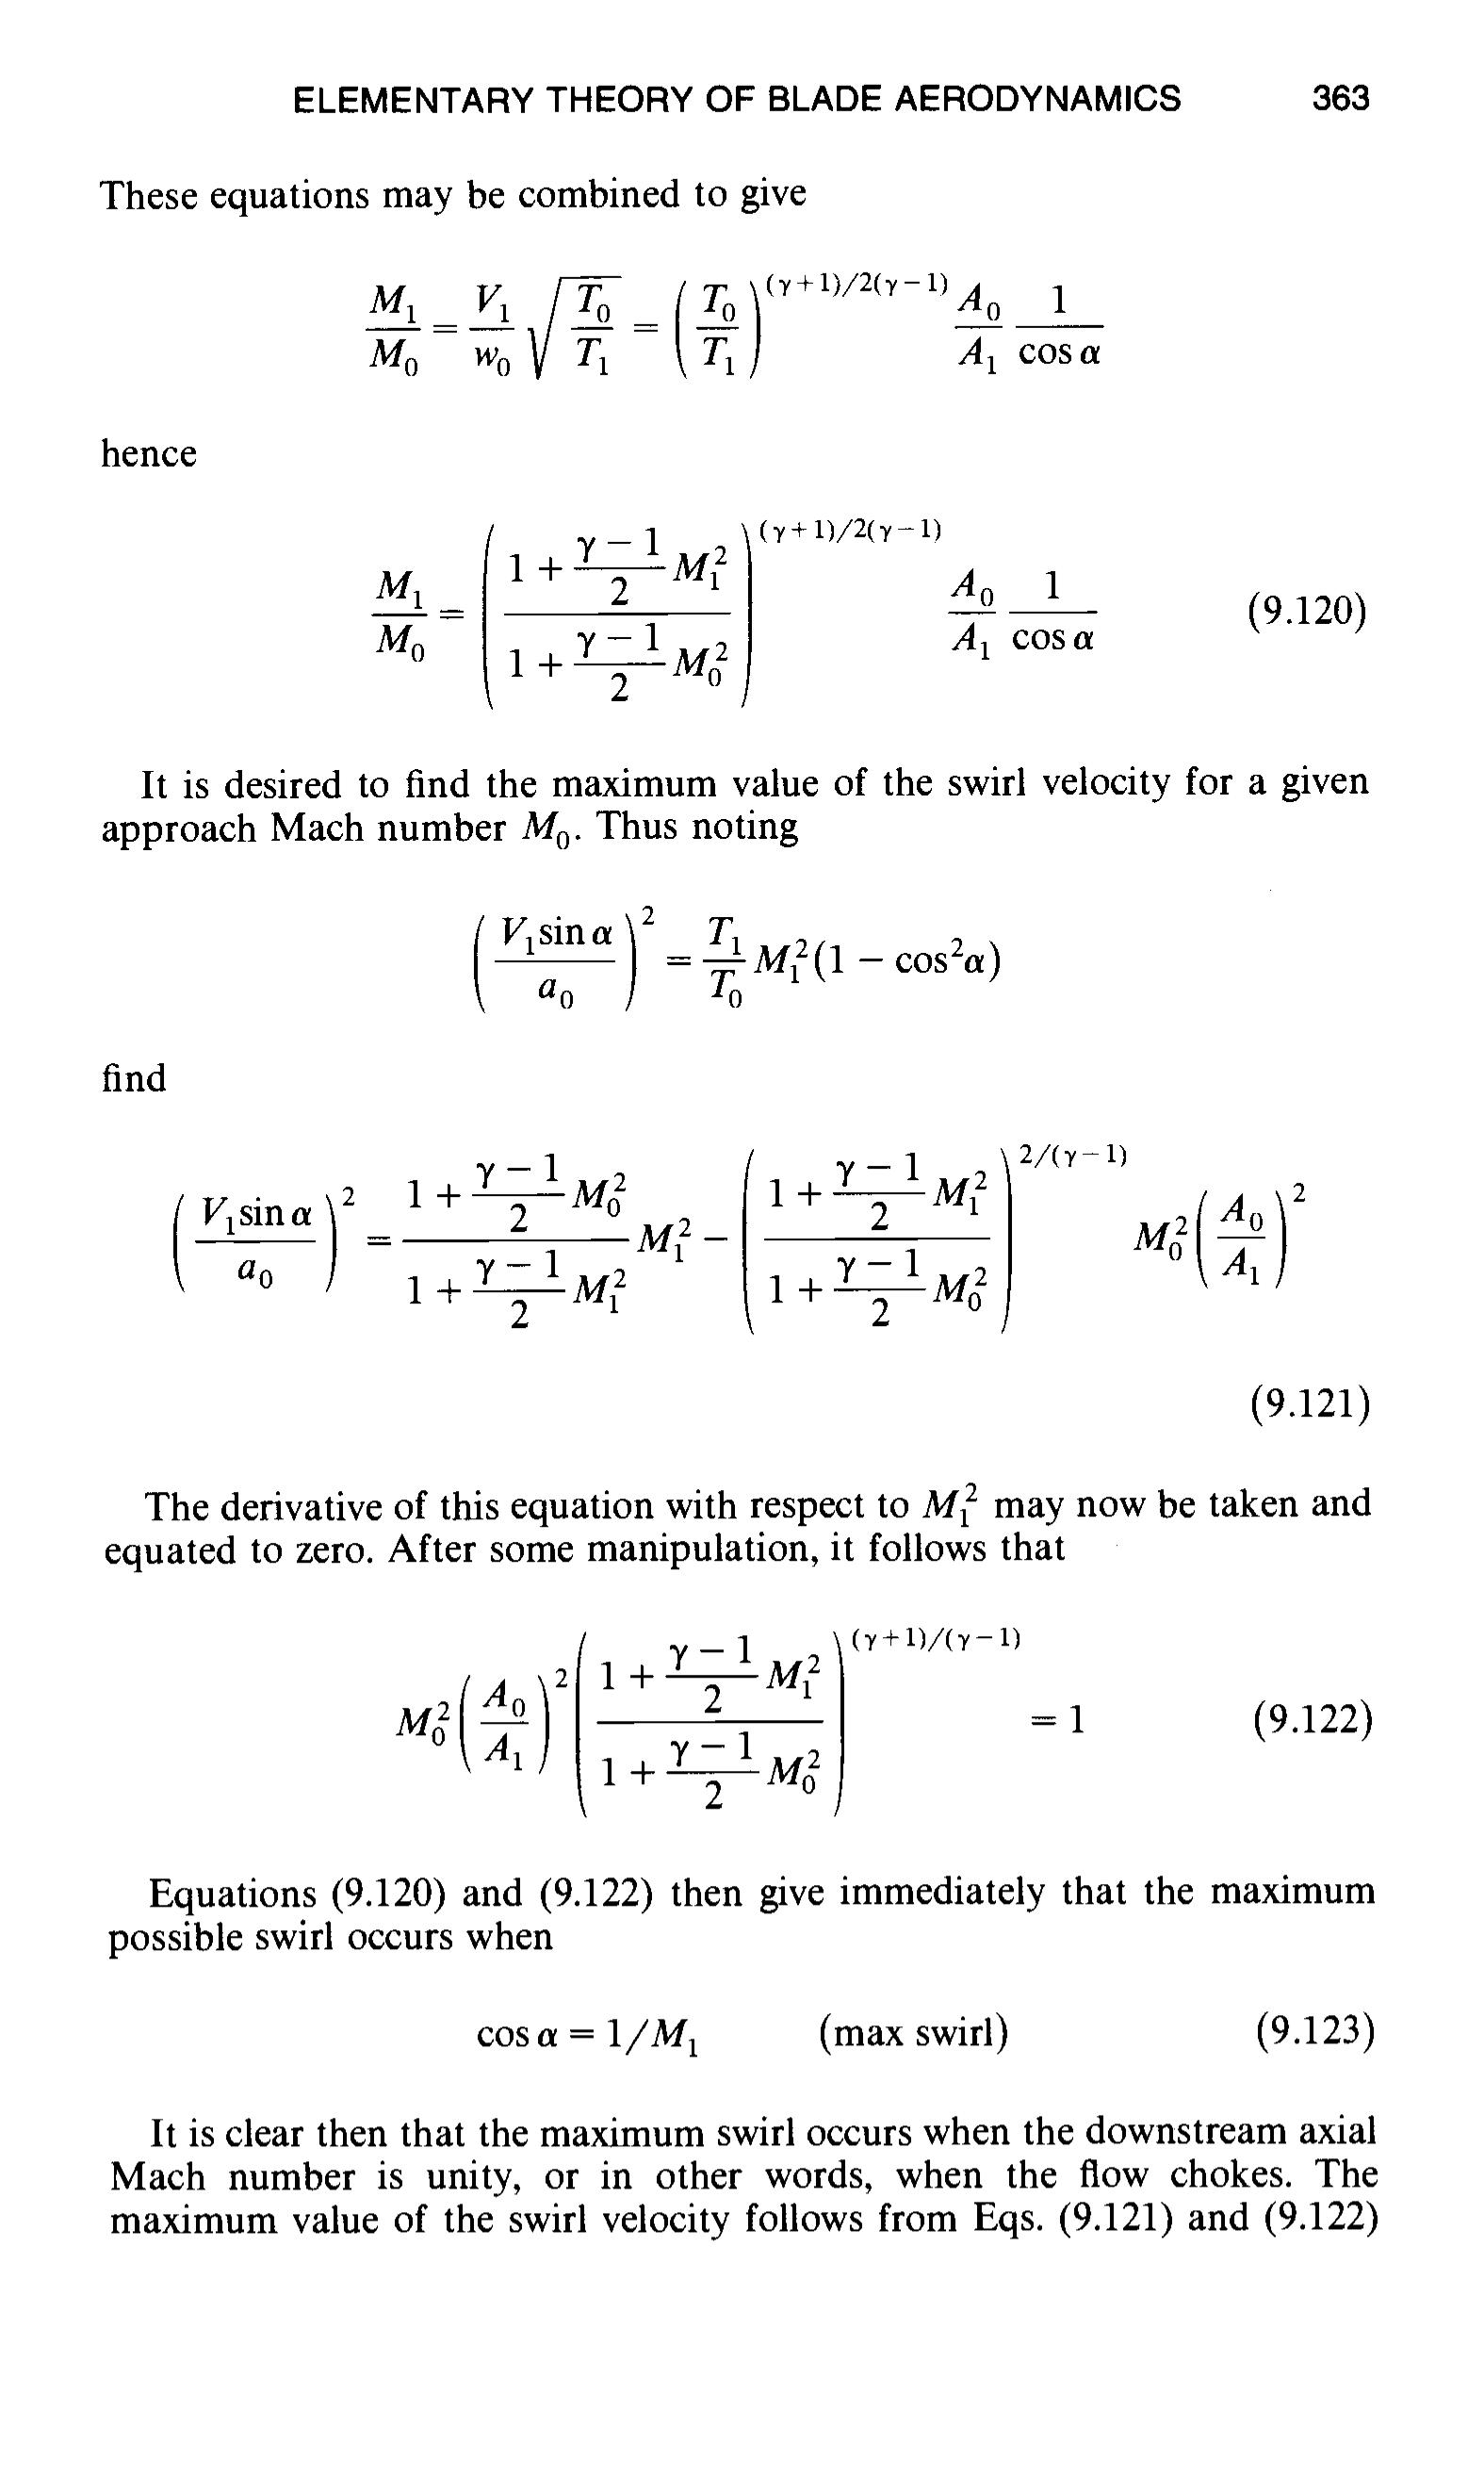 ELEMENTARY THEORY OF BLADE AERODYNAMICS 363
These equations may be combined to give
\frac{M_1}{M_0} = \frac{V_1}{w_0} \sqrt{\frac{T_0}{T_1}} = \left( \frac{T_0}{T_1} \right)^{(\gamma+1)/2(\gamma-1)} \frac{A_0}{A_1} \frac{1}{\cos\alpha}
hence
\frac{M_1}{M_0} = \left( \frac{1 + \frac{\gamma-1}{2} M_1^2}{1 + \frac{\gamma-1}{2} M_0^2} \right)^{(\gamma+1)/2(\gamma-1)} \frac{A_0}{A_1} \frac{1}{\cos\alpha} (9.120)
It is desired to find the maximum value of the swirl velocity for a given
approach Mach number M_0. Thus noting
\left( \frac{V_1 \sin\alpha}{a_0} \right)^2 = \frac{T_1}{T_0} M_1^2 (1 - \cos^2\alpha)
find
\left( \frac{V_1 \sin\alpha}{a_0} \right)^2 = \frac{1 + \frac{\gamma-1}{2} M_0^2}{1 + \frac{\gamma-1}{2} M_1^2} M_1^2 - \left( \frac{1 + \frac{\gamma-1}{2} M_1^2}{1 + \frac{\gamma-1}{2} M_0^2} \right)^{2/(\gamma-1)} M_0^2 \left( \frac{A_0}{A_1} \right)^2
(9.121)
The derivative of this equation with respect to M_1^2 may now be taken and
equated to zero. After some manipulation, it follows that
M_0^2 \left( \frac{A_0}{A_1} \right)^2 \left( \frac{1 + \frac{\gamma-1}{2} M_1^2}{1 + \frac{\gamma-1}{2} M_0^2} \right)^{(\gamma+1)/(\gamma-1)} = 1 (9.122)
Equations (9.120) and (9.122) then give immediately that the maximum
possible swirl occurs when
\cos\alpha = 1/M_1 (max swirl) (9.123)
It is clear then that the maximum swirl occurs when the downstream axial
Mach number is unity, or in other words, when the flow chokes. The
maximum value of the swirl velocity follows from Eqs. (9.121) and (9.122)